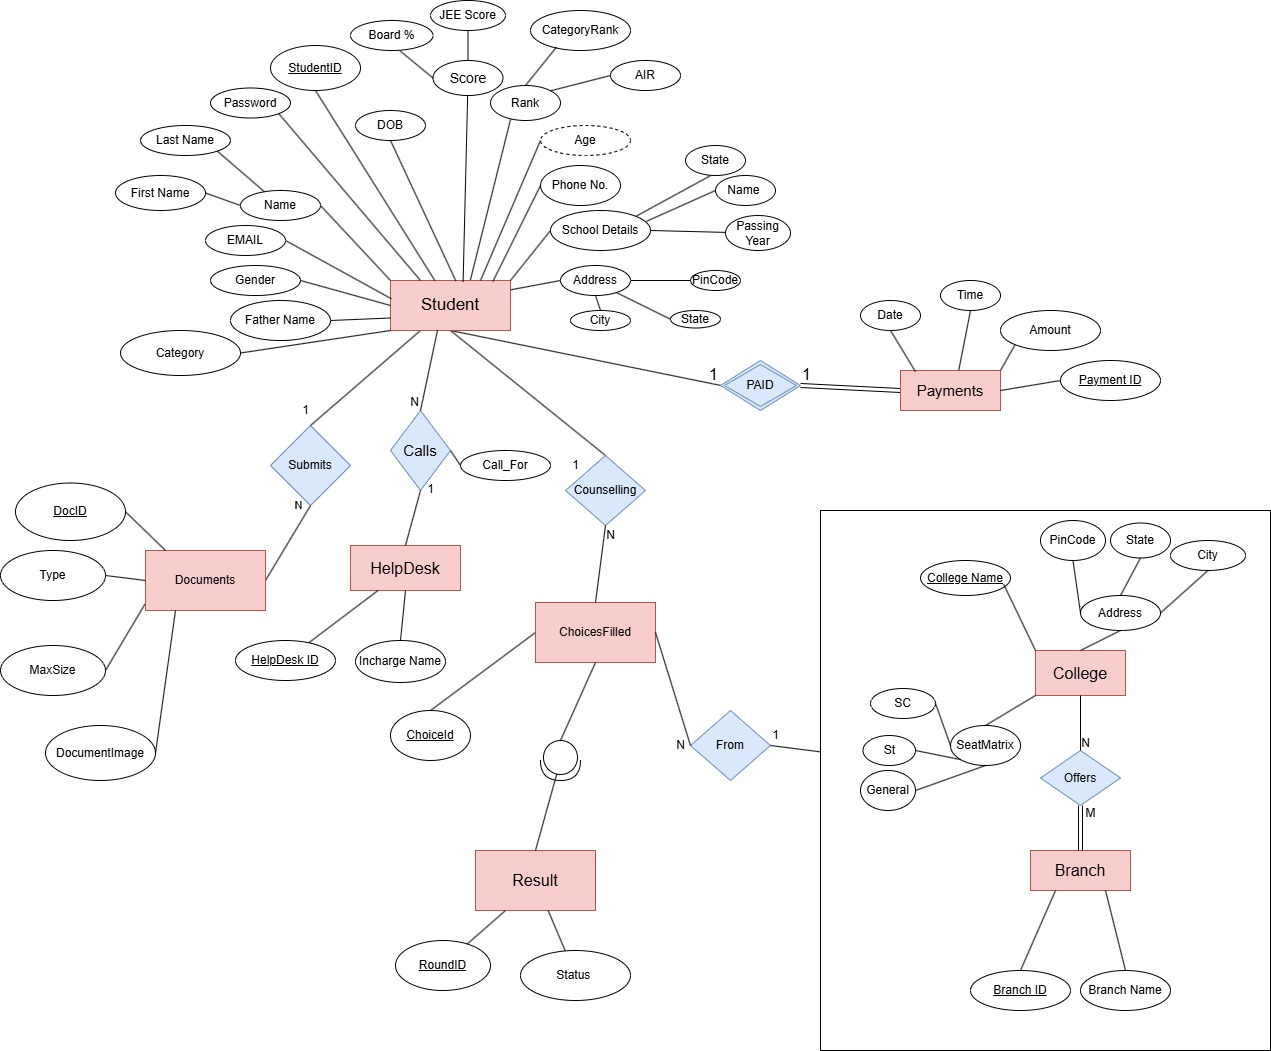 JEE Score
Board %
CategoryRank
StudentID
Score
AIR
Password
Rank
DOB
Last Name
Age
State
First Name
Name
Phone No.
Name
School Details
Passing
Year
EMAIL
Gender
Address
PinCode
Father Name
Student
City
State
Category
Date
Time
Amount
1
PAID
1
Payments
Payment ID
1
N
Submits
Calls
Call_For
1
Counselling
N
1
N
DocID
Type
Documents
HelpDesk
ChoicesFilled
MaxSize
HelpDesk ID
Incharge Name
DocumentImage
ChoiceId
N
From
1
PinCode
State
City
College Name
Address
College
SC
SeatMatrix
St
General
N
Offers
M
Branch
Result
RoundID
Status
Branch ID
Branch Name